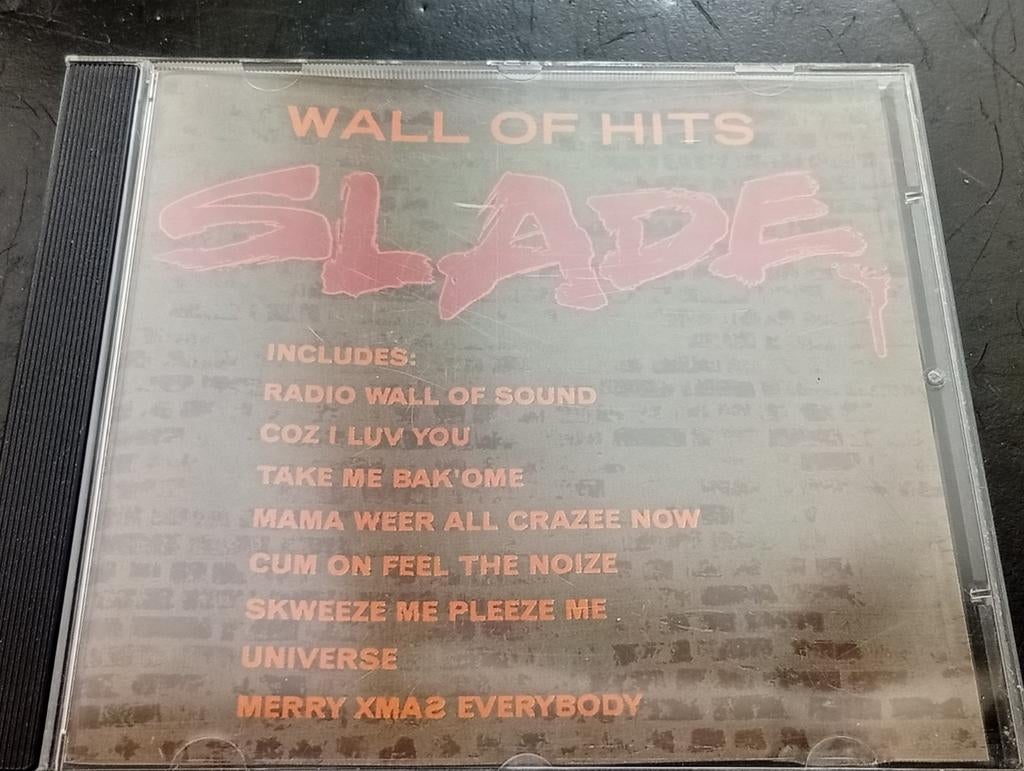 WALL OF HITS
SLADE
INCLUDES:
RADIO WALL OF SOUND
COZ I LUV YOU
TAKE ME BAK'OME
MAMA WEER ALL CRAZEE NOW
CUM ON FEEL THE NOIZE
SKWEEZE ME PLEEZE ME
UNIVERSE
MERRY XMAS EVERYBODY